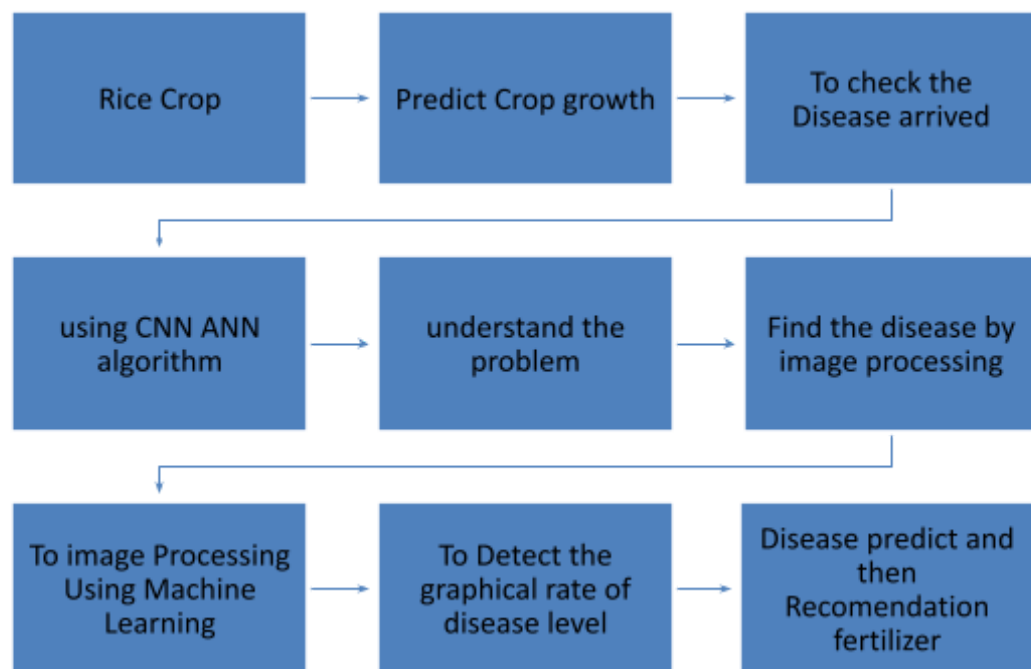 Rice Crop
Predict Crop growth
To check the
Disease arrived
using CNN ANN
algorithm
understand the
problem
Find the disease by
image processing
To image Processing
Using Machine
Learning
To Detect the
graphical rate of
disease level
Disease predict and
then
Recomendation
fertilizer